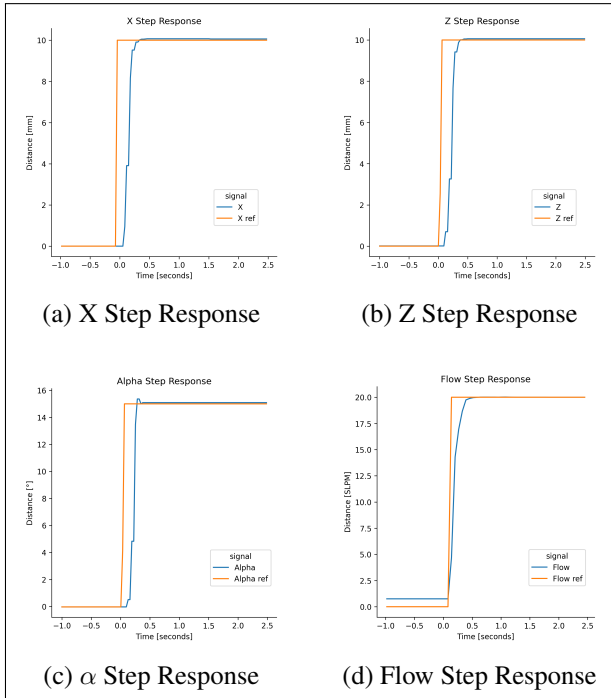 X Step Response
10
8
6
4
2
0
Distance [mm]
signal
X
X ref
−1.0 −0.5 0.0 0.5 1.0 1.5 2.0 2.5
Time [seconds]
(a) X Step Response
Z Step Response
10
8
6
4
2
0
Distance [mm]
signal
Z
Z ref
−1.0 −0.5 0.0 0.5 1.0 1.5 2.0 2.5
Time [seconds]
(b) Z Step Response
Alpha Step Response
16
14
12
10
8
6
4
2
0
Distance [°]
signal
Alpha
Alpha ref
−1.0 −0.5 0.0 0.5 1.0 1.5 2.0 2.5
Time [seconds]
(c) α Step Response
Flow Step Response
20.0
17.5
15.0
12.5
10.0
7.5
5.0
2.5
0.0
Distance [SLPM]
signal
Flow
Flow ref
−1.0 −0.5 0.0 0.5 1.0 1.5 2.0 2.5
Time [seconds]
(d) Flow Step Response